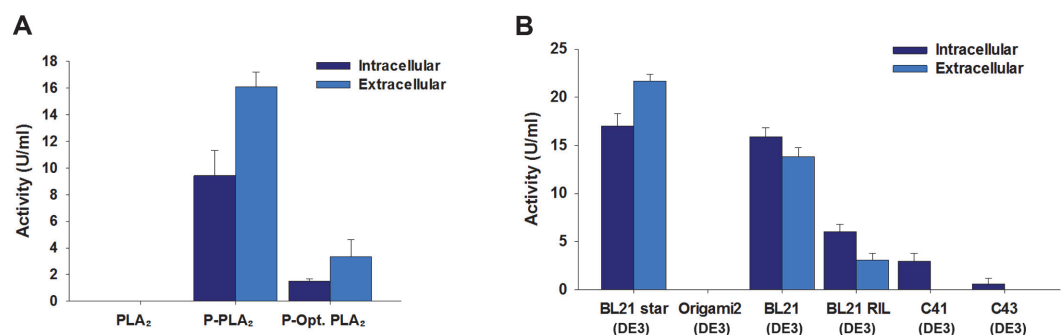 A
Activity (U/ml)
18
16
14
12
10
8
6
4
2
0
Intracellular
Extracellular
PLA₂
P-PLA₂
P-Opt. PLA₂
B
Activity (U/ml)
25
20
15
10
5
0
Intracellular
Extracellular
BL21 star Origami2 BL21 BL21 RIL C41 C43
(DE3) (DE3) (DE3) (DE3) (DE3) (DE3)